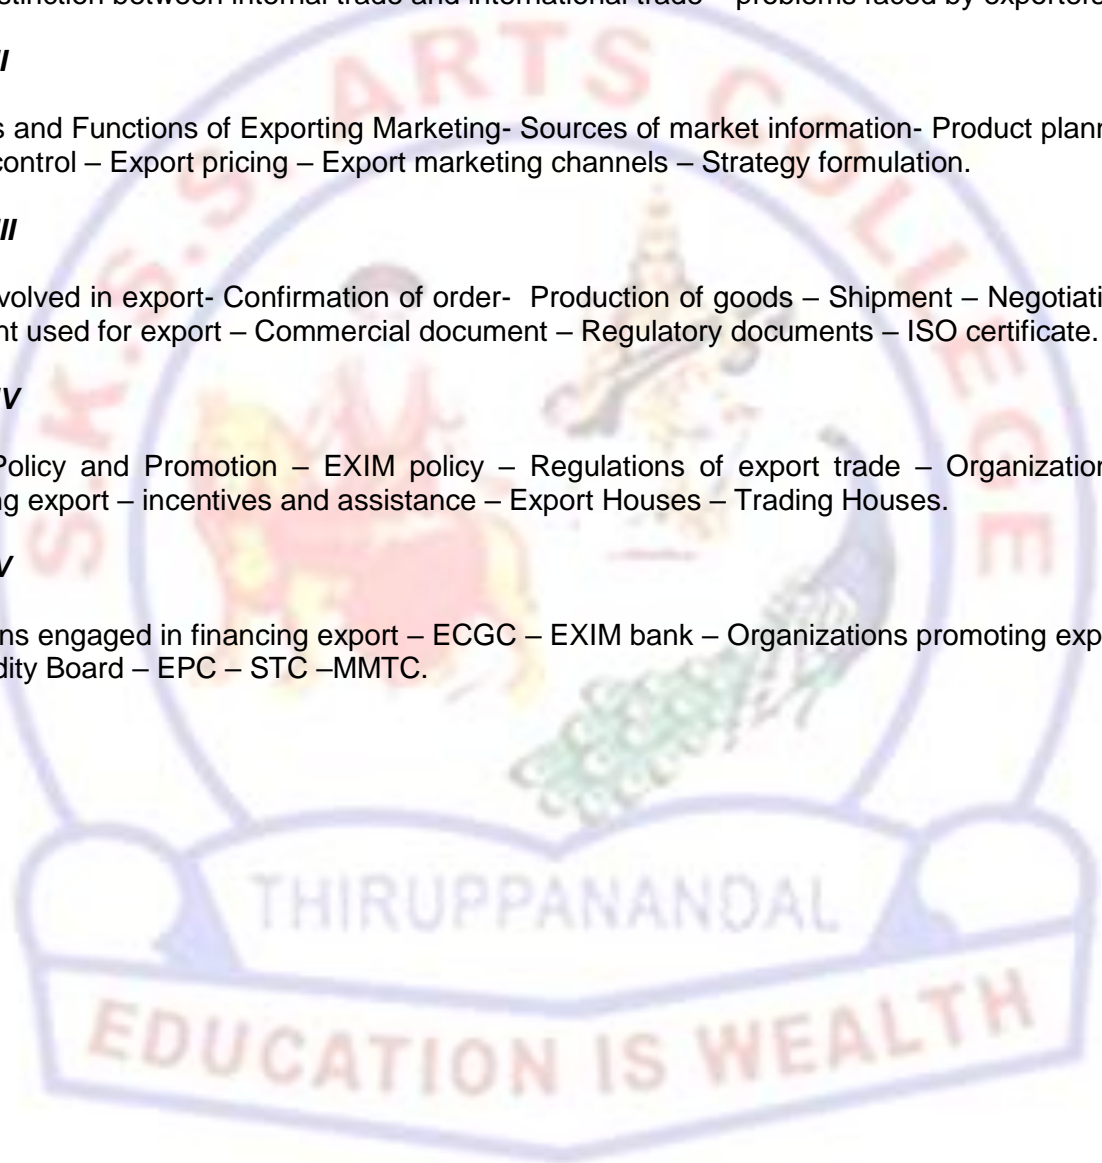 stinction between internal trade and international trade – problems faced by exporters
II
s and Functions of Exporting Marketing- Sources of market information- Product plann
control – Export pricing – Export marketing channels – Strategy formulation.
III
volved in export- Confirmation of order- Production of goods – Shipment – Negotiati
nt used for export – Commercial document – Regulatory documents – ISO certificate.
IV
Policy and Promotion – EXIM policy – Regulations of export trade – Organization
ng export – incentives and assistance – Export Houses – Trading Houses.
V
ns engaged in financing export – ECGC – EXIM bank – Organizations promoting exp
dity Board – EPC – STC –MMTC.
S.K.S.S ARTS COLLEGE
THIRUPPANANDAL
EDUCATION IS WEALTH